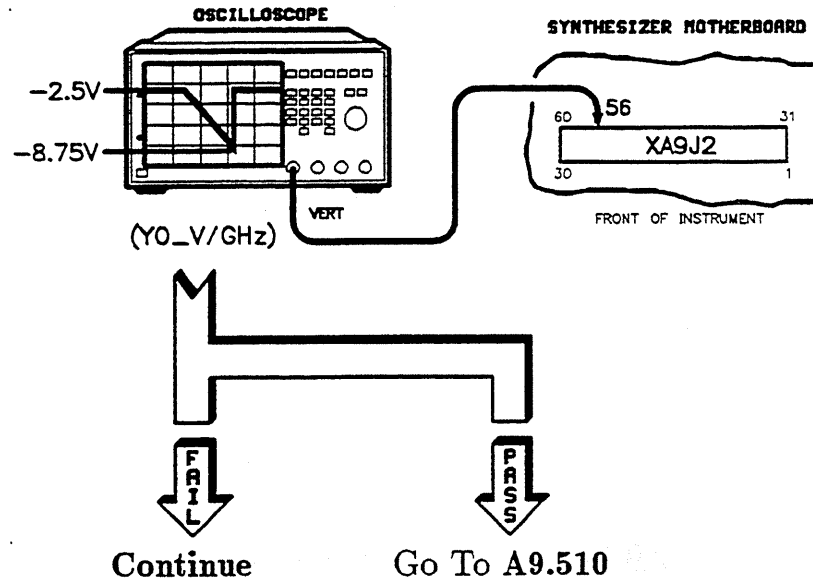 OSCILLOSCOPE
SYNTHESIZER MOTHERBOARD
-2.5V
-8.75V
VERT
(YO_V/GHz)
60
56
31
XA9J2
30
1
FRONT OF INSTRUMENT
FAIL
PASS
Continue
Go To A9.510